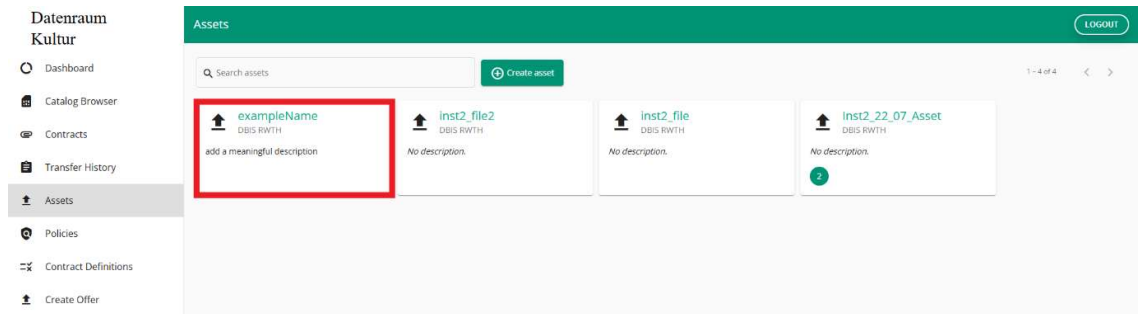 Datenraum
Kultur
Dashboard
Catalog Browser
Contracts
Transfer History
Assets
Policies
Contract Definitions
Create Offer
Assets
LOGOUT
Search assets
Create asset
1 - 4 of 4
exampleName
DBIS RWTH
add a meaningful description
inst2_file2
DBIS RWTH
No description.
inst2_file
DBIS RWTH
No description.
Inst2_22_07_Asset
DBIS RWTH
No description.
2